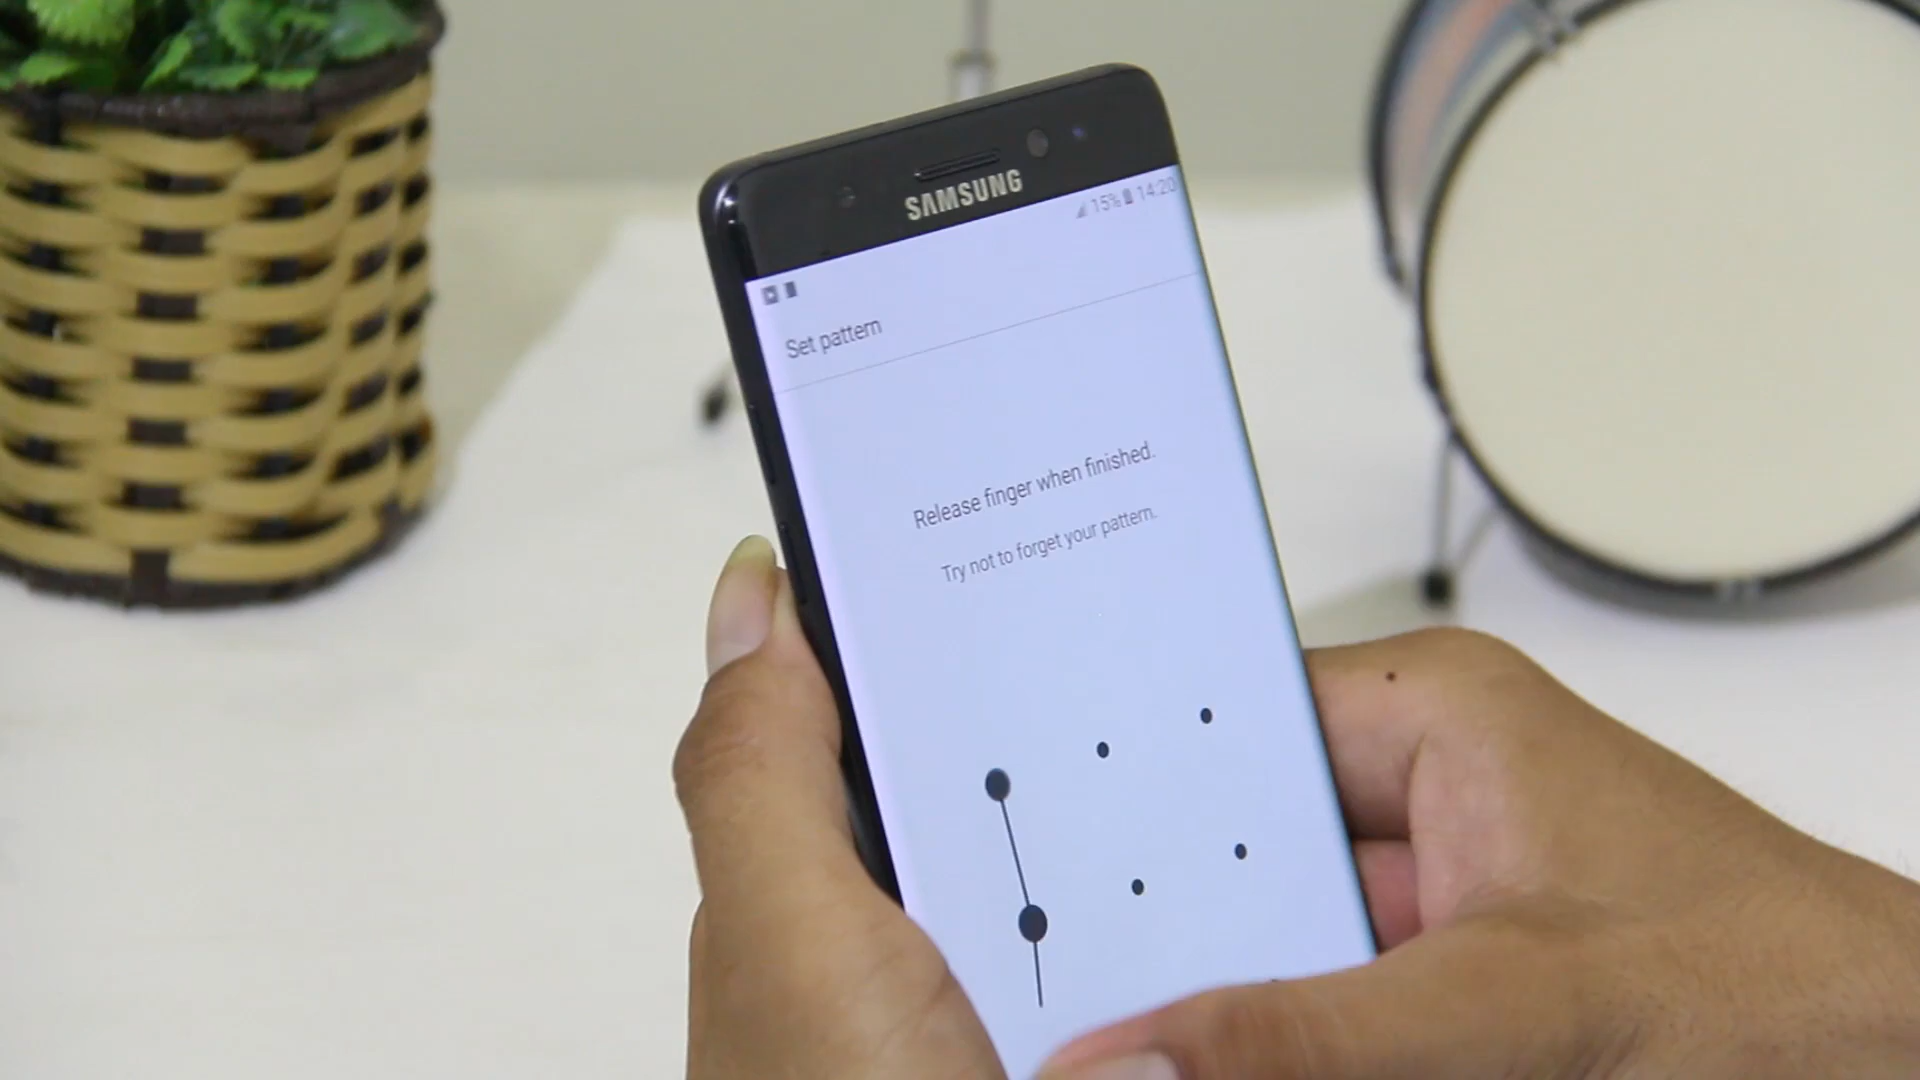 SAMSUNG
15% 14:20
Set pattern
Release finger when finished.
Try not to forget your pattern.